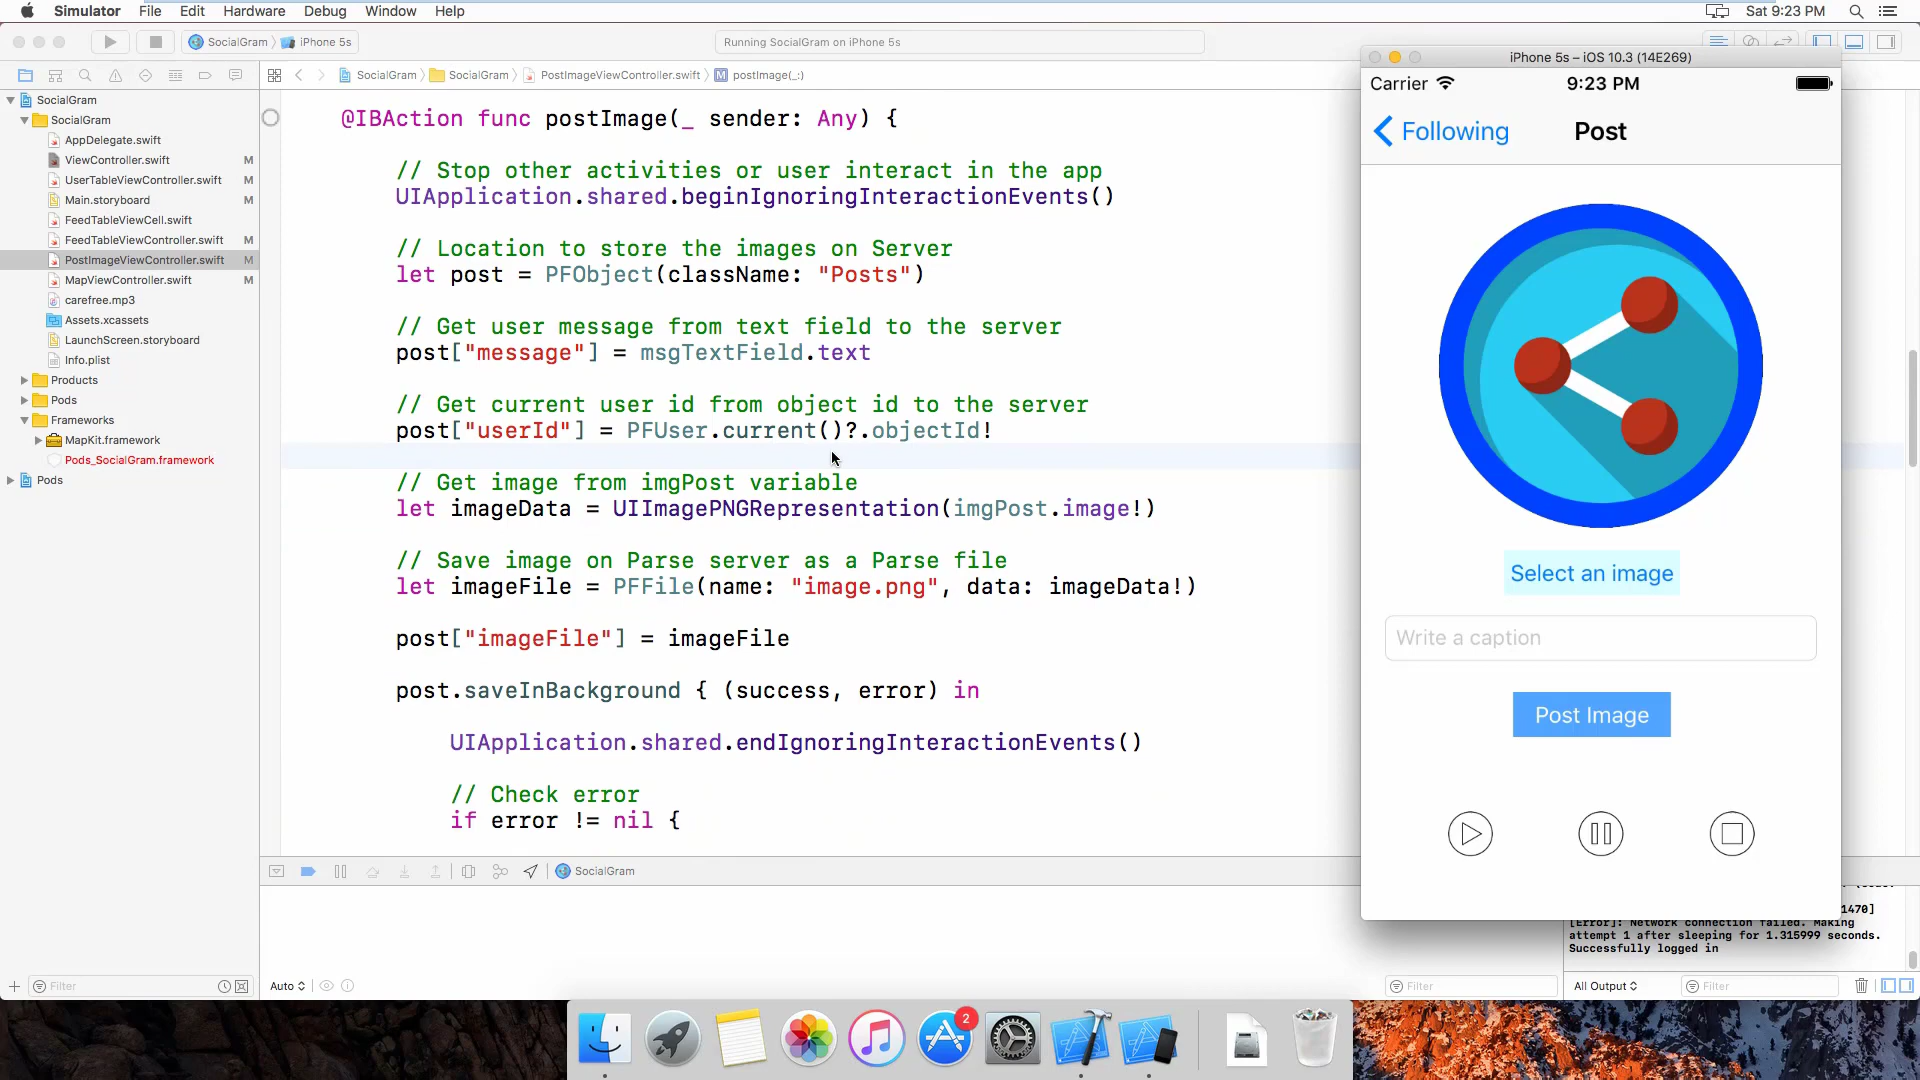 Simulator File Edit Hardware Debug Window Help
Sat 9:23 PM
SocialGram iPhone 5s
Running SocialGram on iPhone 5s
SocialGram SocialGram PostImageViewController.swift M postImage(_:)
SocialGram
SocialGram
AppDelegate.swift
ViewController.swift M
UserTableViewController.swift M
Main.storyboard M
FeedTableViewCell.swift
FeedTableViewController.swift M
PostImageViewController.swift M
MapViewController.swift M
carefree.mp3
Assets.xcassets
LaunchScreen.storyboard
Info.plist
Products
Pods
Frameworks
MapKit.framework
Pods_SocialGram.framework
Pods
Filter
@IBAction func postImage(_ sender: Any) {
// Stop other activities or user interact in the app
UIApplication.shared.beginIgnoringInteractionEvents()
// Location to store the images on Server
let post = PFObject(className: "Posts")
// Get user message from text field to the server
post["message"] = msgTextField.text
// Get current user id from object id to the server
post["userId"] = PFUser.current()?.objectId!
// Get image from imgPost variable
let imageData = UIImagePNGRepresentation(imgPost.image!)
// Save image on Parse server as a Parse file
let imageFile = PFFile(name: "image.png", data: imageData!)
post["imageFile"] = imageFile
post.saveInBackground { (success, error) in
UIApplication.shared.endIgnoringInteractionEvents()
// Check error
if error != nil {
SocialGram
Auto
Filter
iPhone 5s – iOS 10.3 (14E269)
Carrier 9:23 PM
Following Post
Select an image
Write a caption
Post Image
1470]
[Error]: Network connection failed. Making
attempt 1 after sleeping for 1.315999 seconds.
Successfully logged in
All Output Filter
2